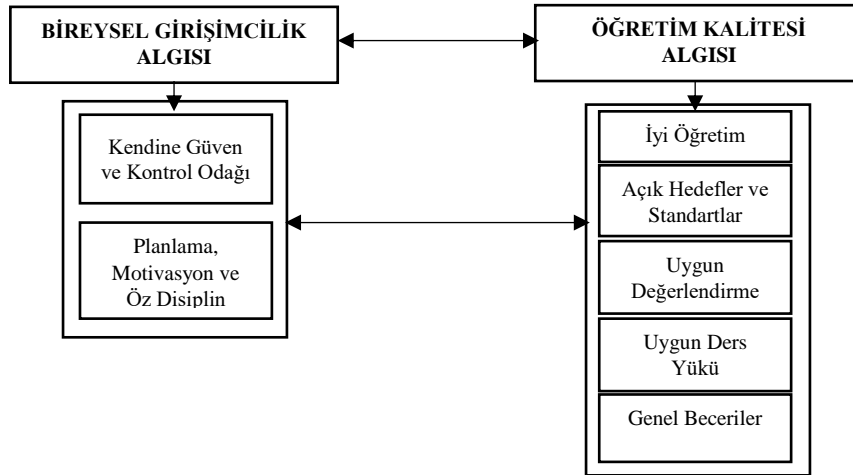 BİREYSEL GİRİŞİMCİLİK
ALGISI
ÖĞRETİM KALİTESİ
ALGISI
Kendine Güven
ve Kontrol Odağı
Planlama,
Motivasyon ve
Öz Disiplin
İyi Öğretim
Açık Hedefler ve
Standartlar
Uygun
Değerlendirme
Uygun Ders
Yükü
Genel Beceriler